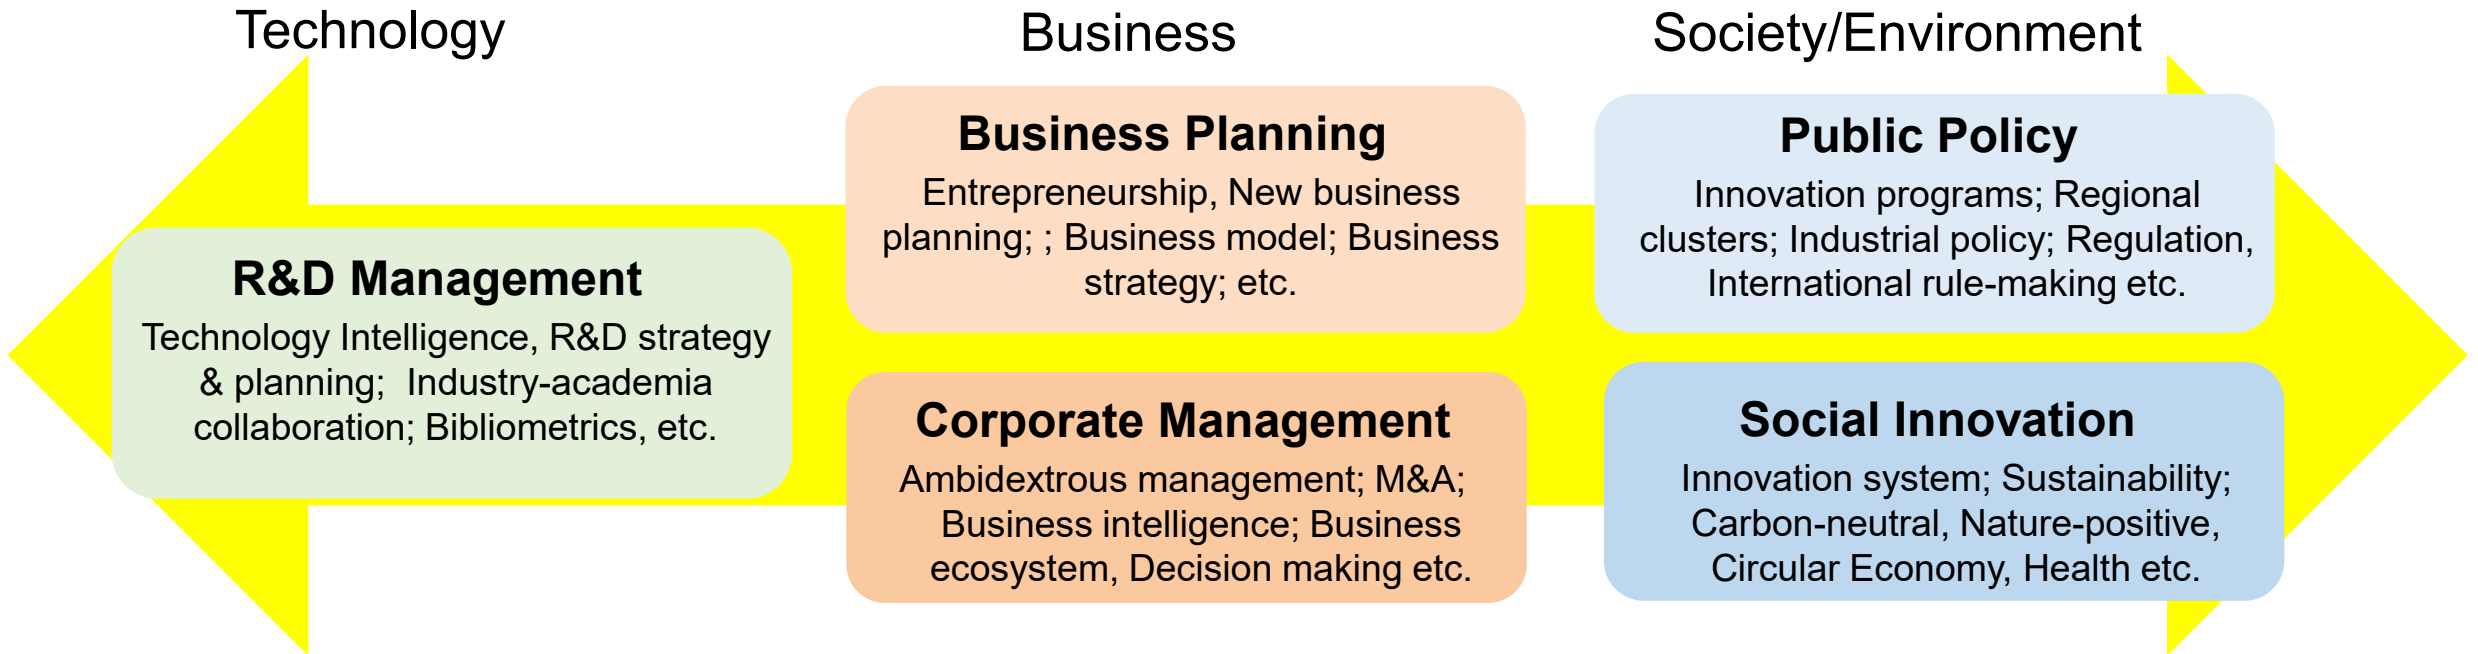 Technology
Business
Society/Environment
R&D Management
Technology Intelligence, R&D strategy
& planning;  Industry-academia
collaboration; Bibliometrics, etc.
Business Planning
Entrepreneurship, New business
planning; ; Business model; Business
strategy; etc.
Corporate Management
Ambidextrous management; M&A;
Business intelligence; Business
ecosystem, Decision making etc.
Public Policy
Innovation programs; Regional
clusters; Industrial policy; Regulation,
International rule-making etc.
Social Innovation
Innovation system; Sustainability;
Carbon-neutral, Nature-positive,
Circular Economy, Health etc.